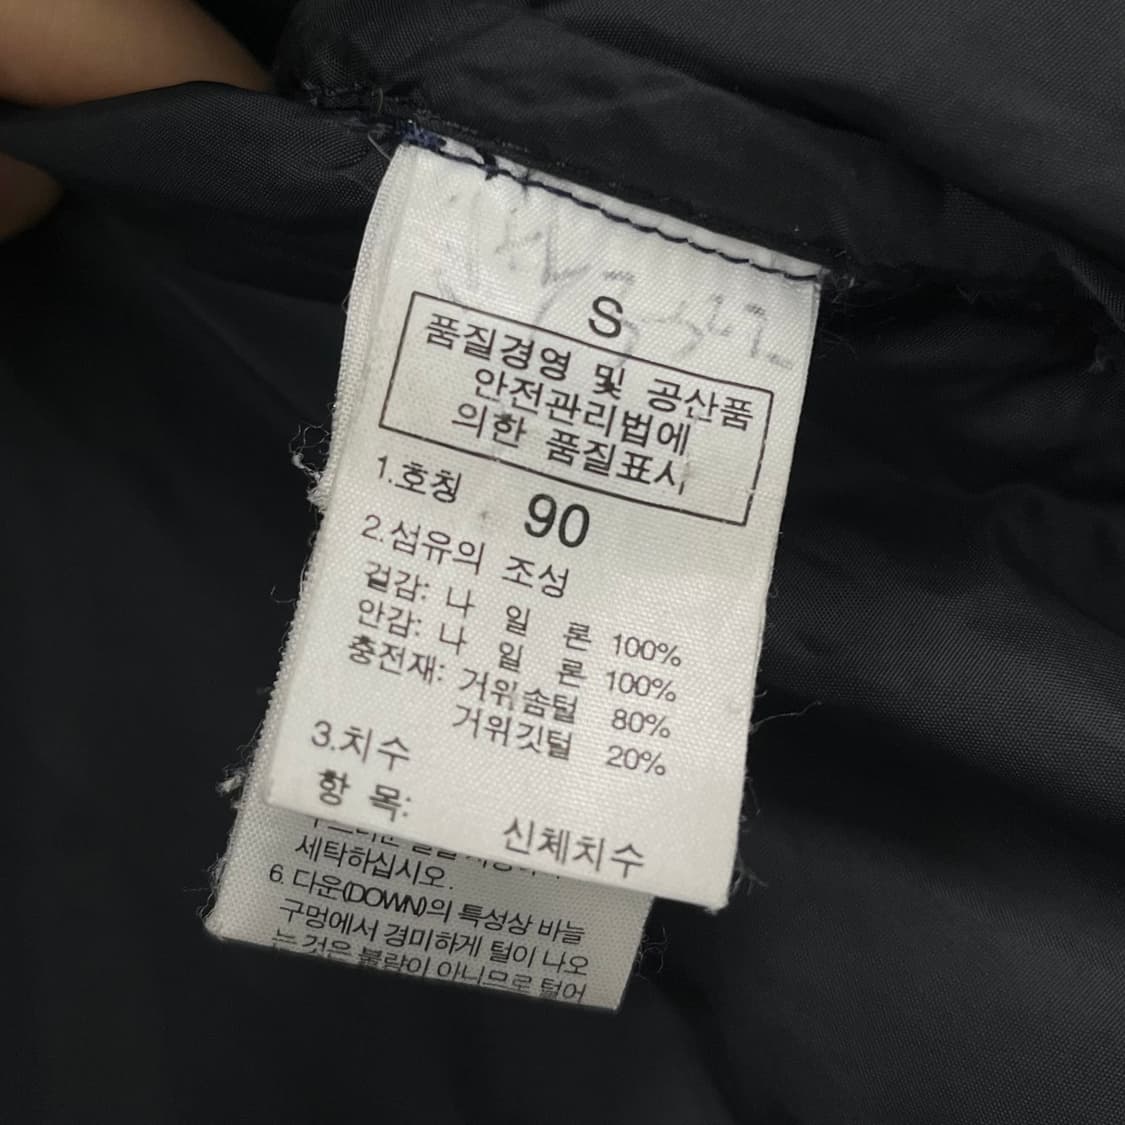 S
품질경영 및 공산품
안전관리법에
의한 품질표시
1.호칭 90
2.섬유의 조성
겉감: 나 일 론 100%
안감: 나 일 론 100%
충전재: 거위솜털 80%
거위깃털 20%
3.치수
항 목: 신체치수
세탁하십시오.
6. 다운(DOWN)의 특성상 바늘
구멍에서 경미하게 털이 나오
는 것은 불량이 아니므로 털어